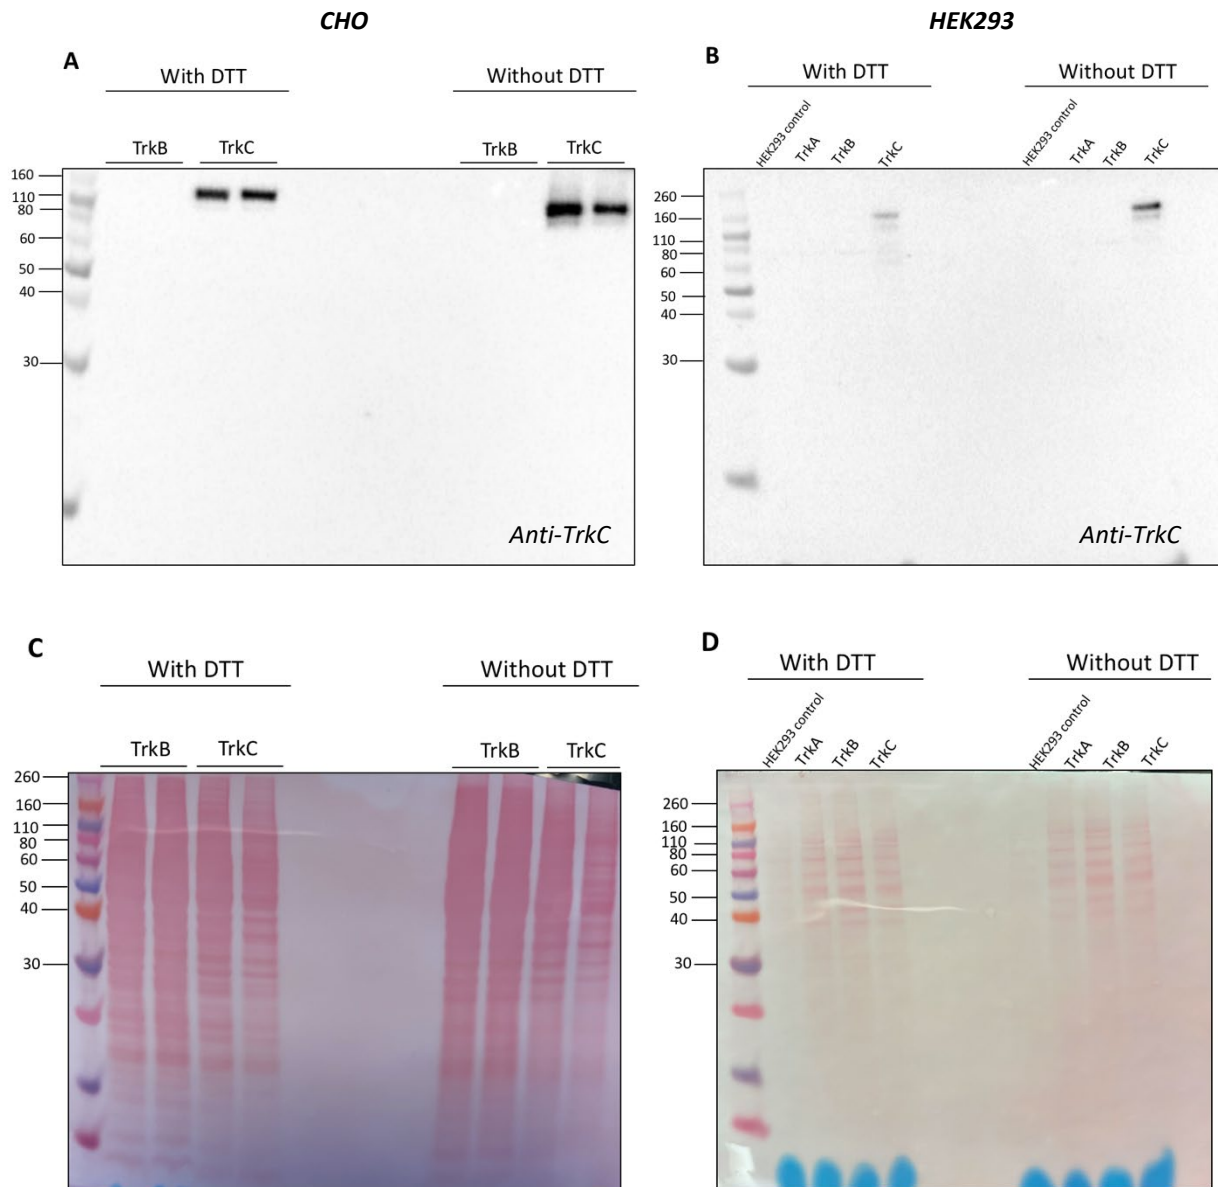 CHO
HEK293
A
With DTT
Without DTT
TrkB
TrkC
TrkB
TrkC
160
110
80
60
50
40
30
Anti-TrkC
B
With DTT
Without DTT
HEK293 control
TrkA
TrkB
TrkC
HEK293 control
TrkA
TrkB
TrkC
260
160
110
80
60
50
40
30
Anti-TrkC
C
With DTT
Without DTT
TrkB
TrkC
TrkB
TrkC
260
160
110
80
60
50
40
30
D
With DTT
Without DTT
HEK293 control
TrkA
TrkB
TrkC
HEK293 control
TrkA
TrkB
TrkC
260
160
110
80
60
50
40
30